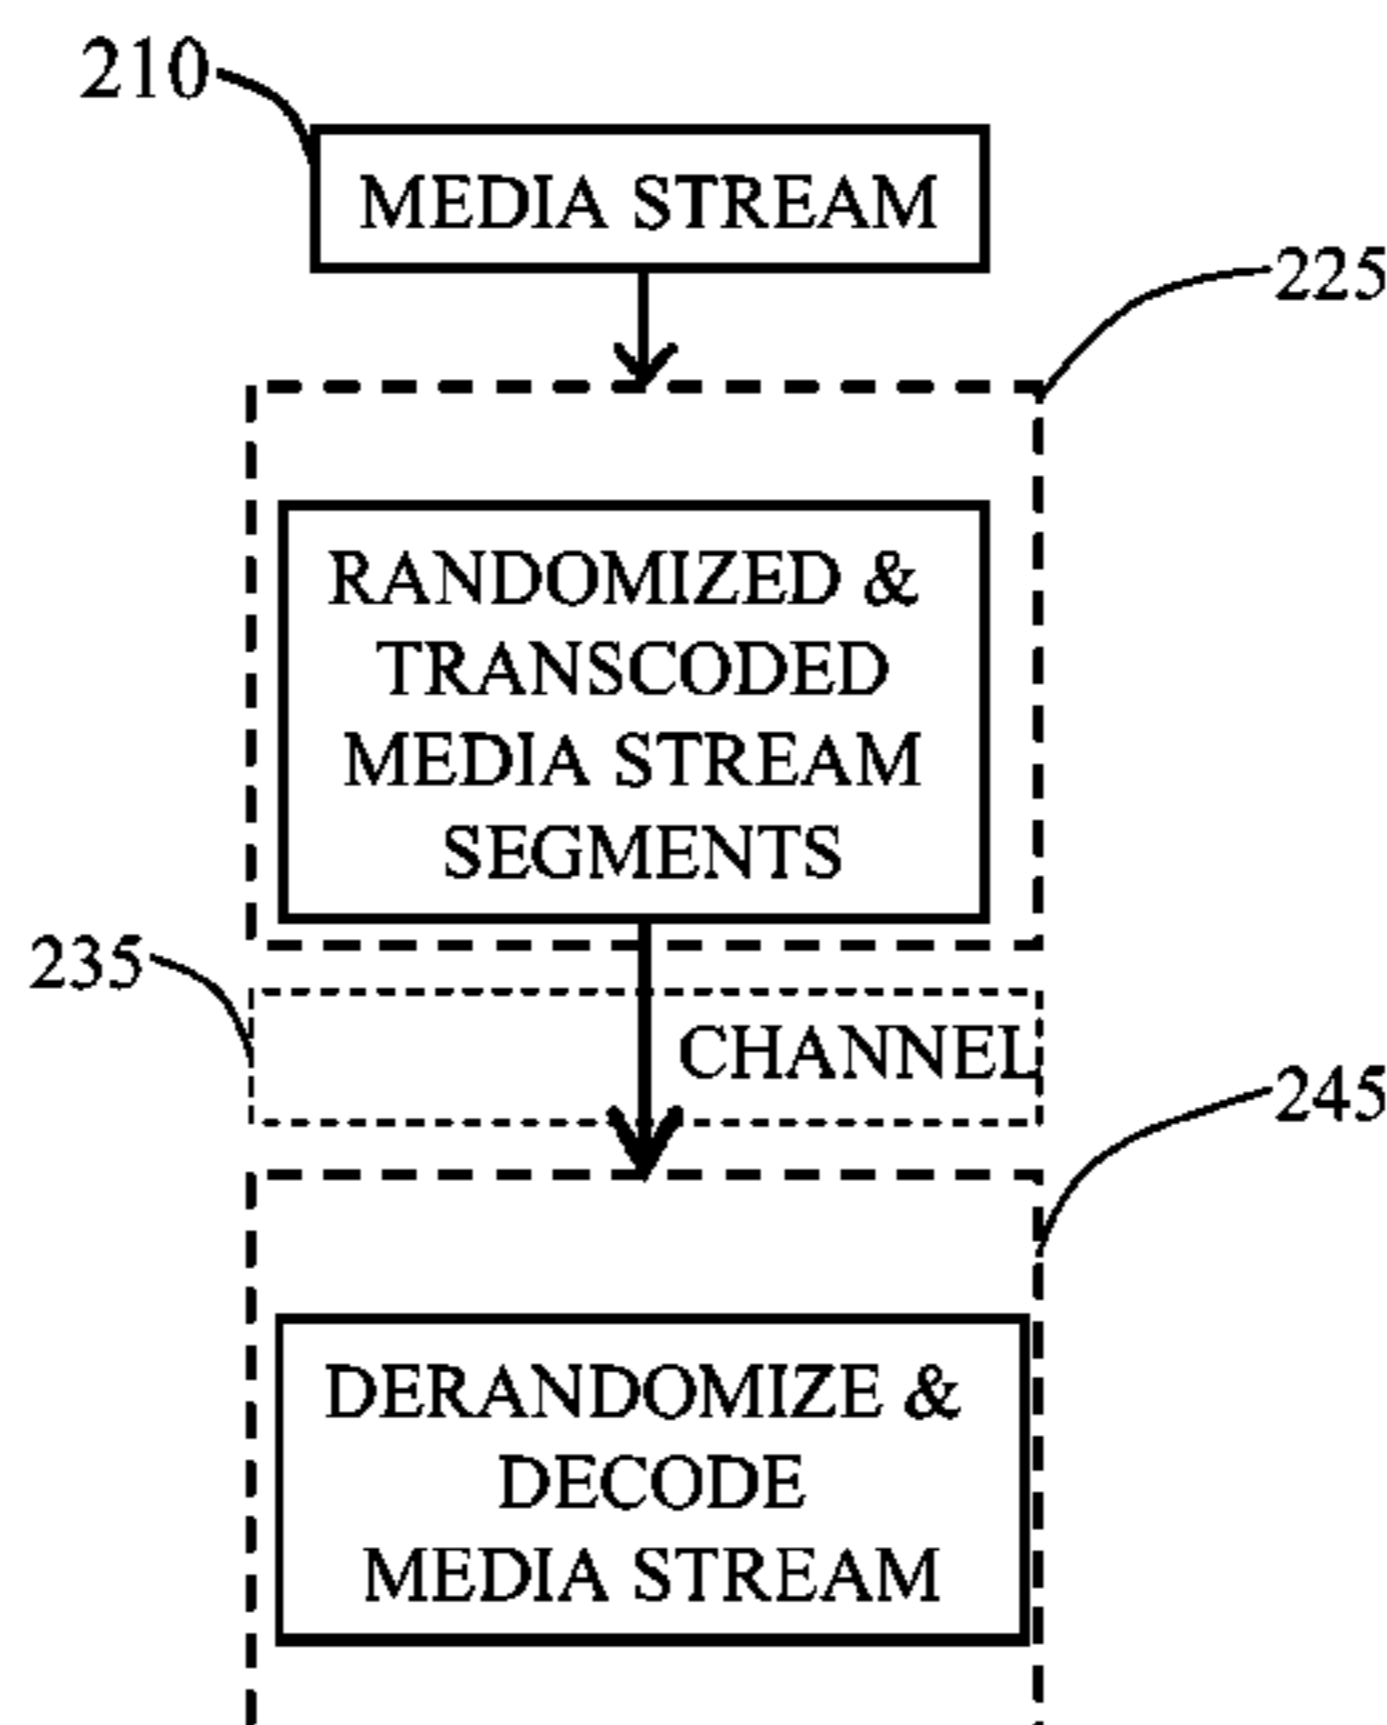 210
MEDIA STREAM
225
RANDOMIZED &
TRANSCODED
MEDIA STREAM
SEGMENTS
235
CHANNEL
245
DERANDOMIZE &
DECODE
MEDIA STREAM